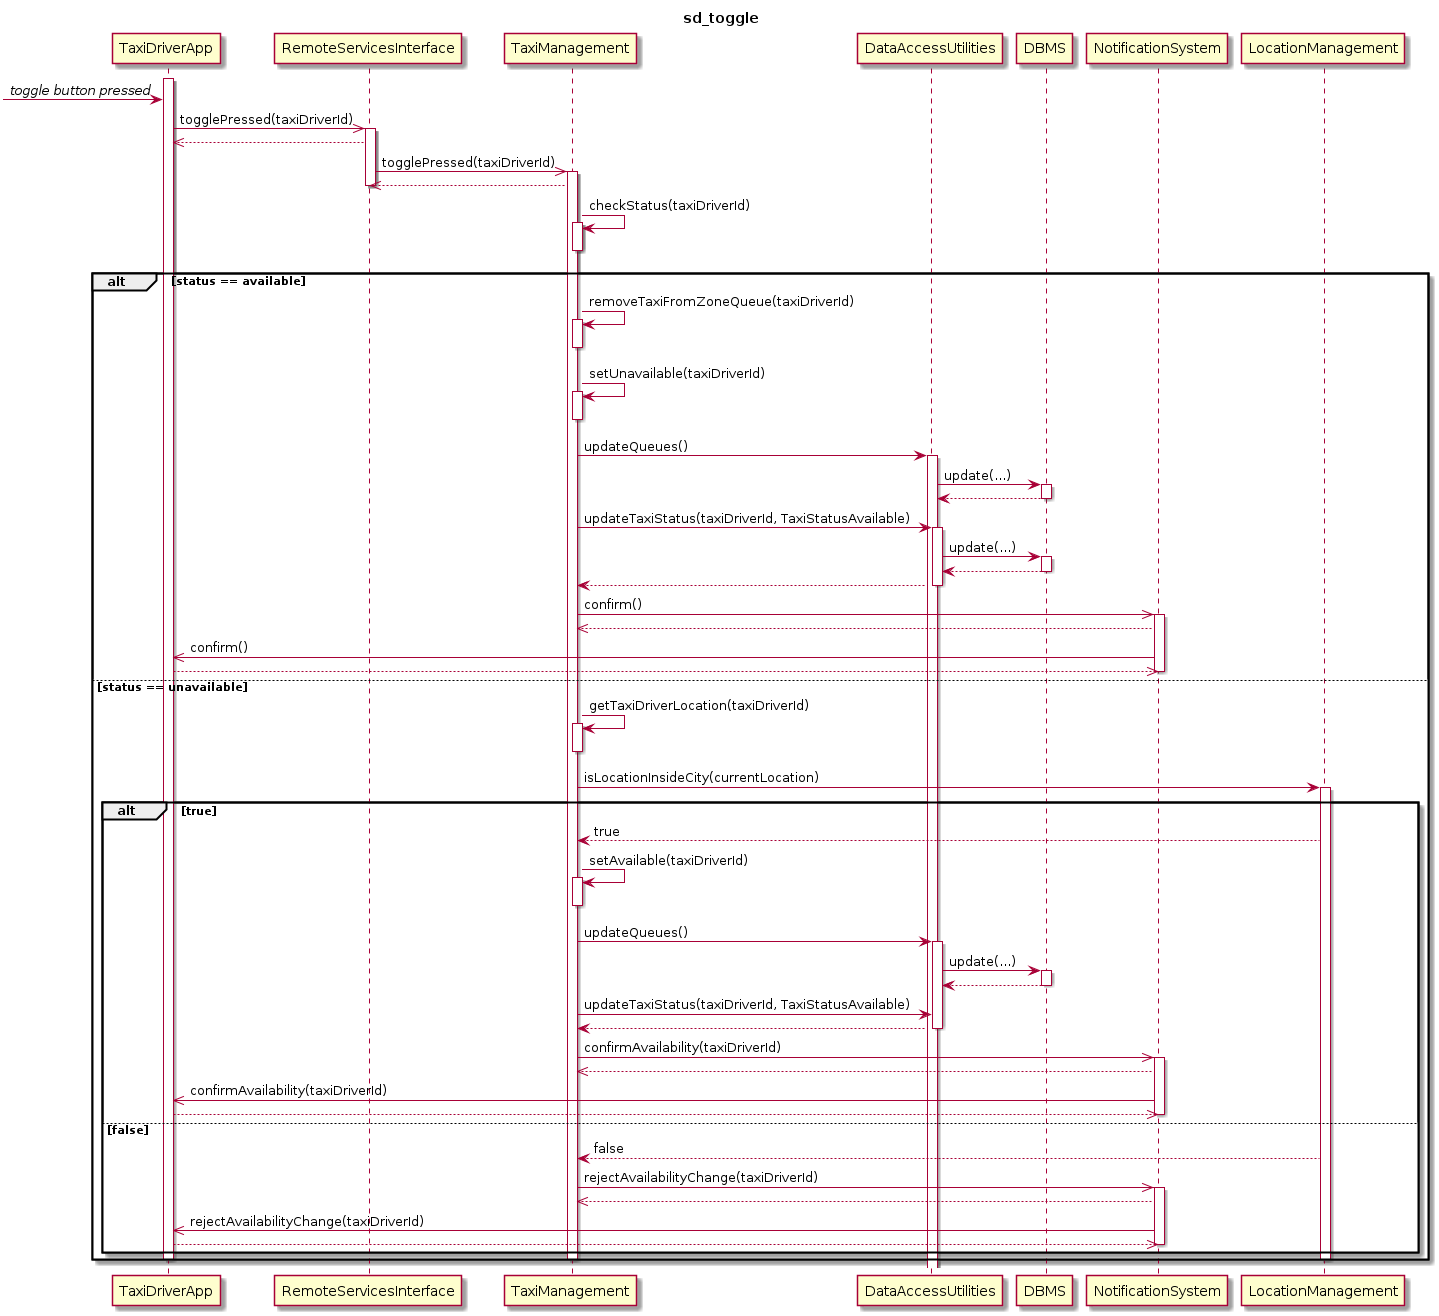 sd_toggle
TaxiDriverApp
RemoteServicesInterface
TaxiManagement
DataAccessUtilities
DBMS
NotificationSystem
LocationManagement
toggle button pressed
togglePressed(taxiDriverId)
togglePressed(taxiDriverId)
checkStatus(taxiDriverId)
alt
[status == available]
removeTaxiFromZoneQueue(taxiDriverId)
setUnavailable(taxiDriverId)
updateQueues()
update(...)
updateTaxiStatus(taxiDriverId, TaxiStatusAvailable)
update(...)
confirm()
confirm()
[status == unavailable]
getTaxiDriverLocation(taxiDriverId)
isLocationInsideCity(currentLocation)
alt
[true]
true
setAvailable(taxiDriverId)
updateQueues()
update(...)
updateTaxiStatus(taxiDriverId, TaxiStatusAvailable)
confirmAvailability(taxiDriverId)
confirmAvailability(taxiDriverId)
[false]
false
rejectAvailabilityChange(taxiDriverId)
rejectAvailabilityChange(taxiDriverId)
TaxiDriverApp
RemoteServicesInterface
TaxiManagement
DataAccessUtilities
DBMS
NotificationSystem
LocationManagement